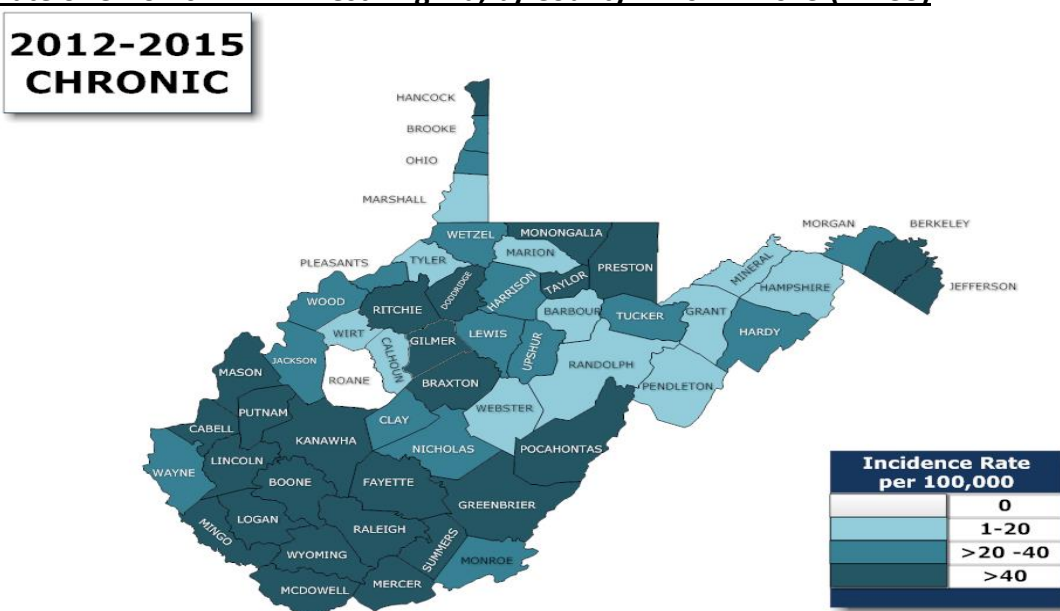 2012-2015
CHRONIC
HANCOCK
BROOKE
OHIO
MARSHALL
WETZEL
MONONGALIA
MORGAN
BERKELEY
MARION
TYLER
PLEASANTS
PRESTON
TAYLOR
MINERAL
HAMPSHIRE
JEFFERSON
DODDRIDGE
HARRISON
WOOD
RITCHIE
BARBOUR
TUCKER
GRANT
HARDY
WIRT
GILMER
LEWIS
UPSHUR
CALHOUN
JACKSON
RANDOLPH
MASON
ROANE
BRAXTON
PENDLETON
WEBSTER
PUTNAM
CLAY
CABELL
KANAWHA
NICHOLAS
POCAHONTAS
LINCOLN
WAYNE
BOONE
FAYETTE
GREENBRIER
LOGAN
MINGO
RALEIGH
SUMMERS
WYOMING
MONROE
MERCER
MCDOWELL
Incidence Rate
per 100,000
0
1-20
>20 -40
>40